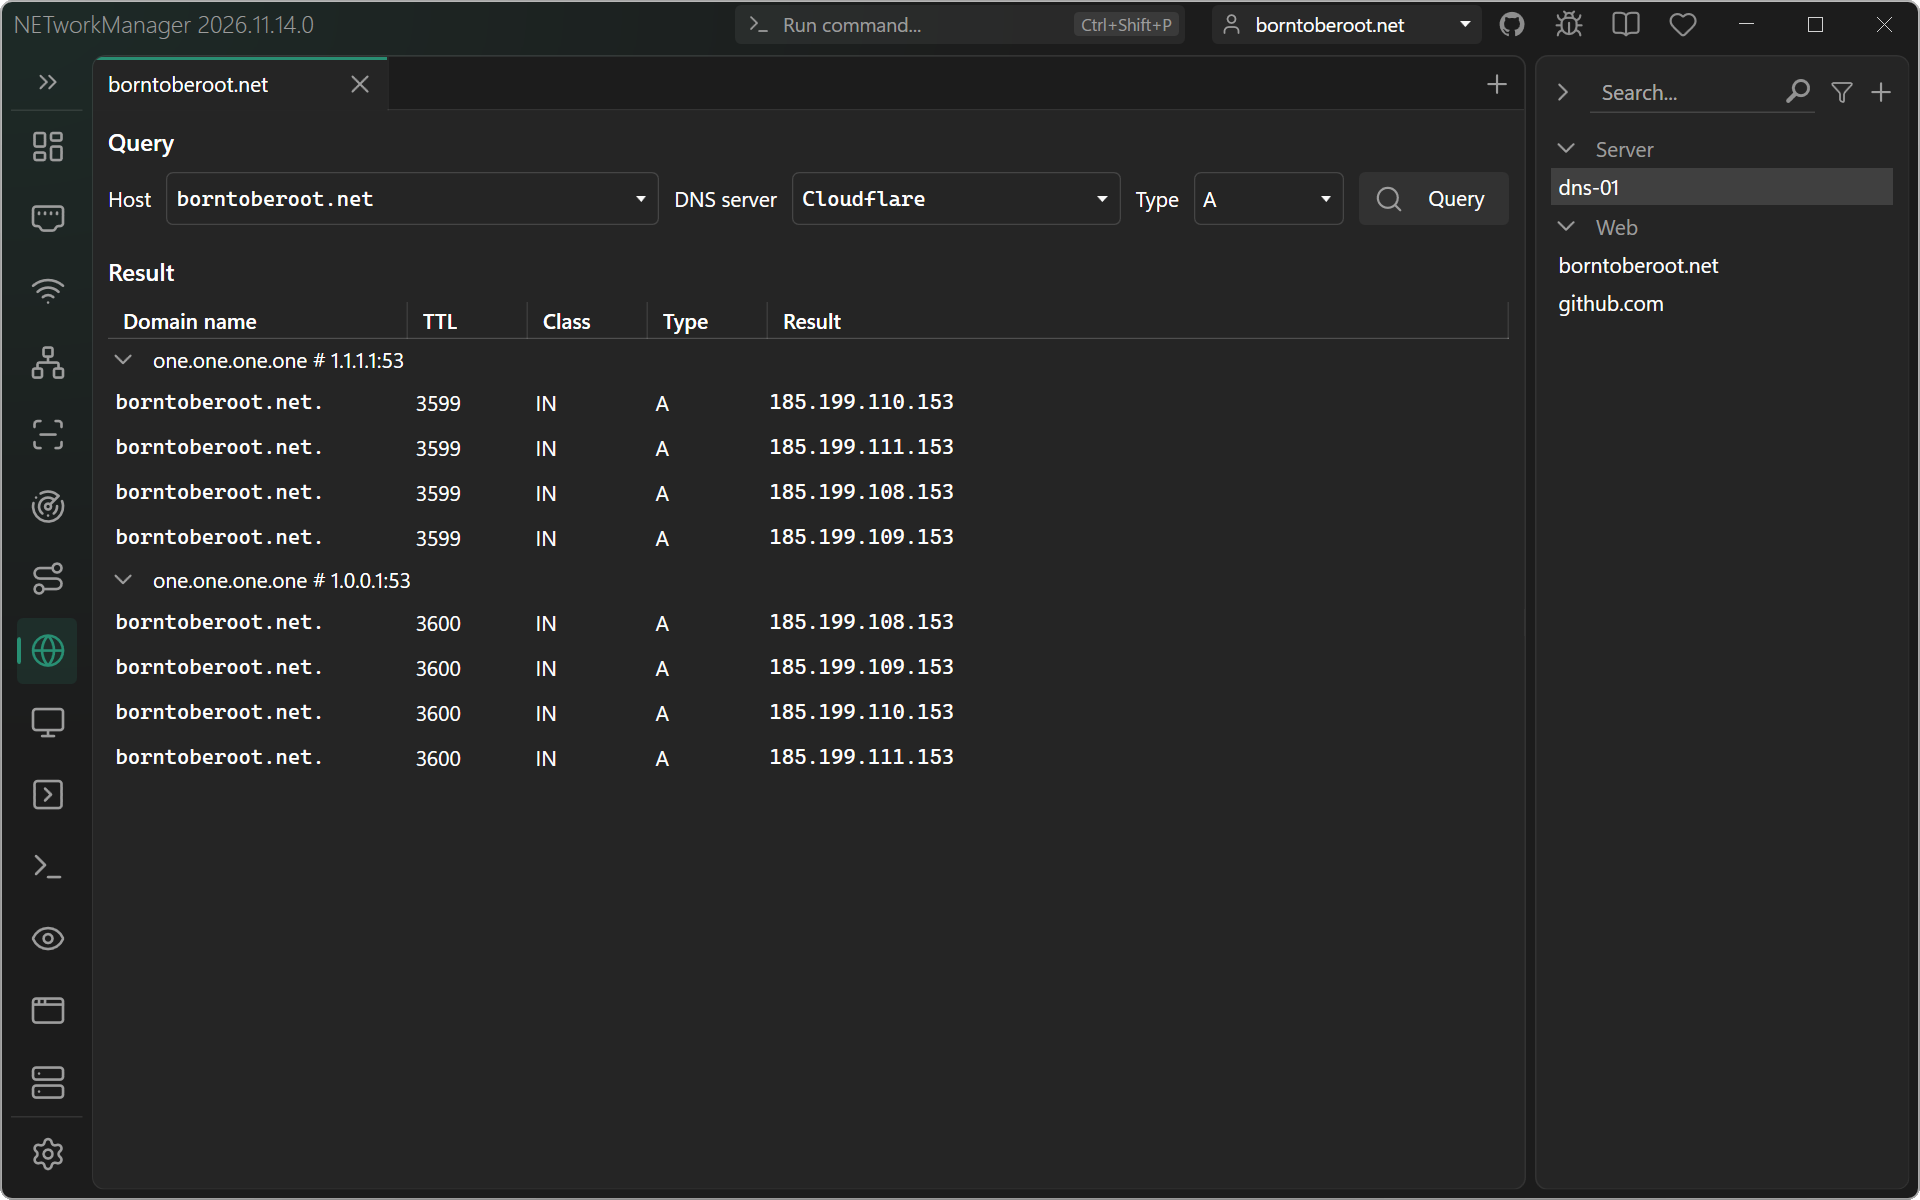 NETworkManager 2026.11.14.0
Run command...
Ctrl+Shift+P
borntoberoot.net
borntoberoot.net
Query
Host
borntoberoot.net
DNS server
Cloudflare
Type
A
Query
Result
Domain name TTL Class Type Result
one.one.one.one # 1.1.1.1:53
borntoberoot.net. 3599 IN A 185.199.110.153
borntoberoot.net. 3599 IN A 185.199.111.153
borntoberoot.net. 3599 IN A 185.199.108.153
borntoberoot.net. 3599 IN A 185.199.109.153
one.one.one.one # 1.0.0.1:53
borntoberoot.net. 3600 IN A 185.199.108.153
borntoberoot.net. 3600 IN A 185.199.109.153
borntoberoot.net. 3600 IN A 185.199.110.153
borntoberoot.net. 3600 IN A 185.199.111.153
Search...
Server
dns-01
Web
borntoberoot.net
github.com